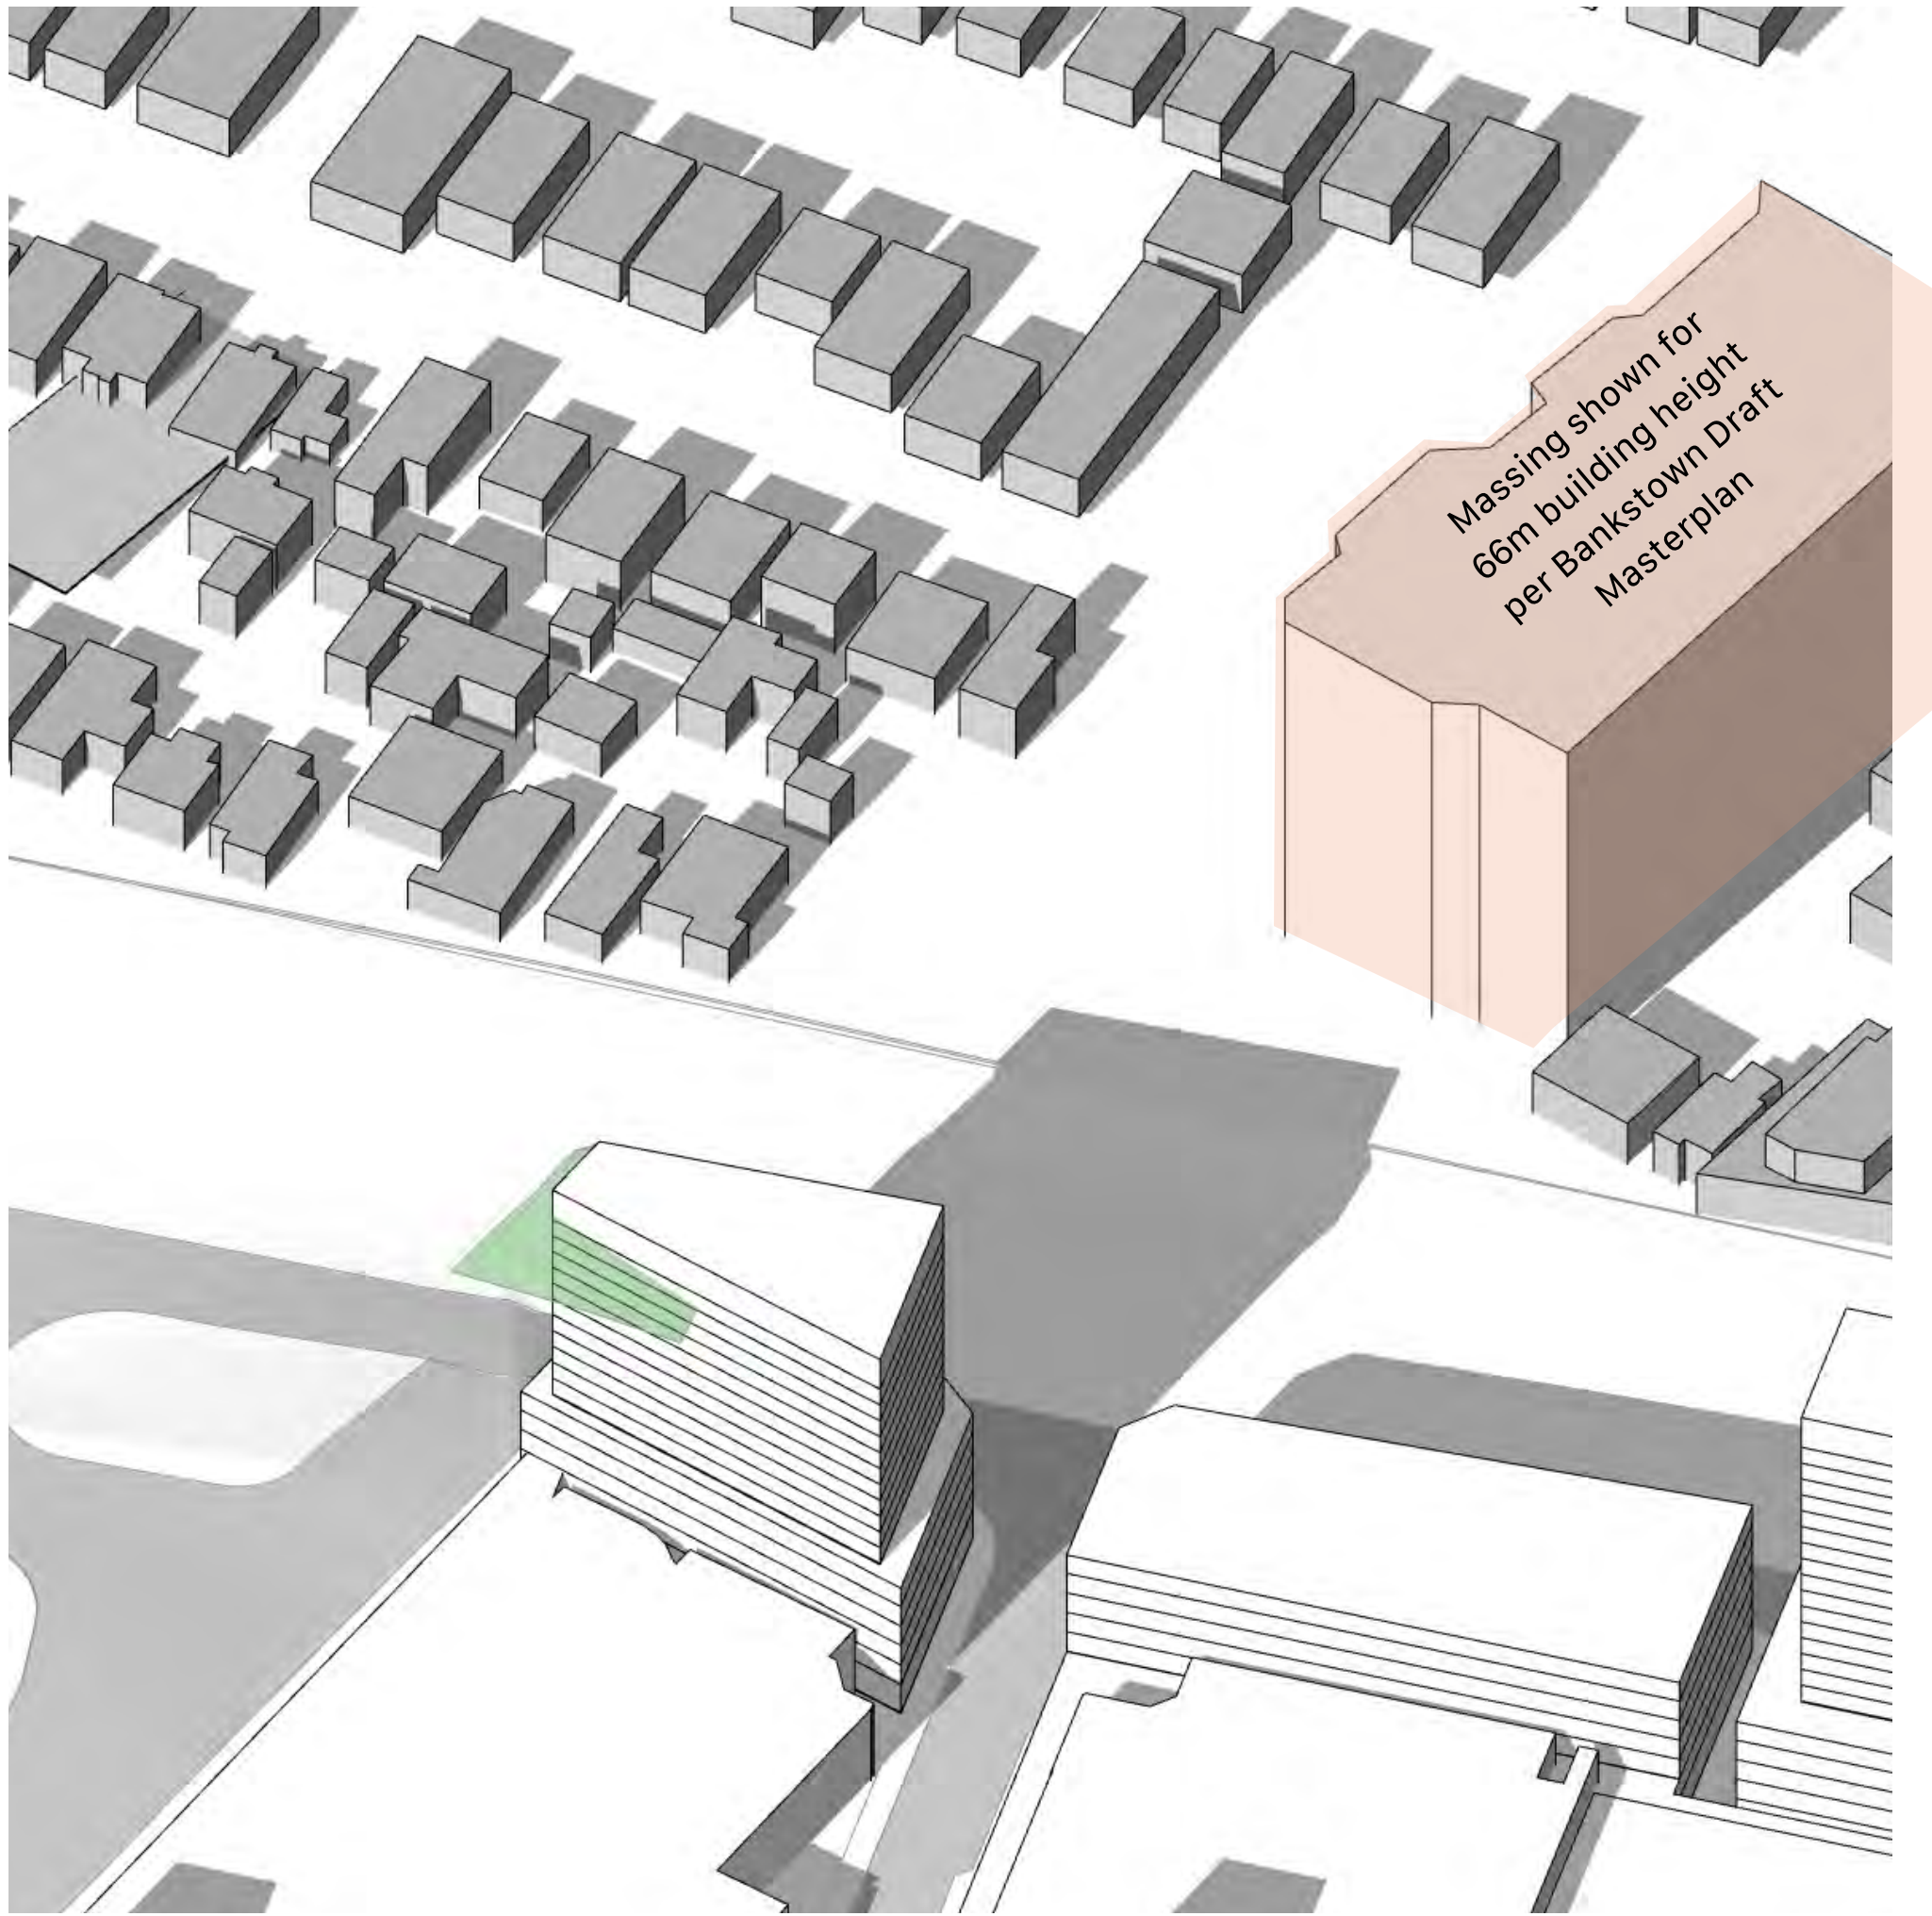 Massing shown for
66m building height
per Bankstown Draft
Masterplan